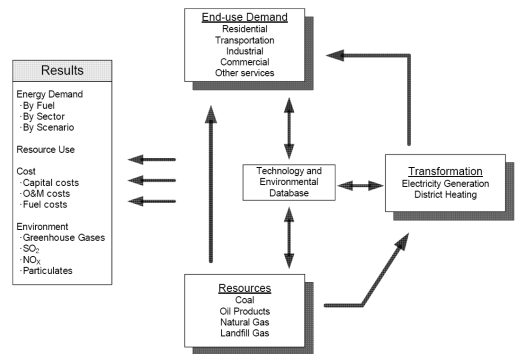 End-use Demand
Residential
Transportation
Industrial
Commercial
Other services
Results
Energy Demand
·By Fuel
·By Sector
·By Scenario
Resource Use
Cost
·Capital costs
·O&M costs
·Fuel costs
Environment
·Greenhouse Gases
·SO₂
·NOₓ
·Particulates
Technology and
Environmental
Database
Transformation
Electricity Generation
District Heating
Resources
Coal
Oil Products
Natural Gas
Landfill Gas